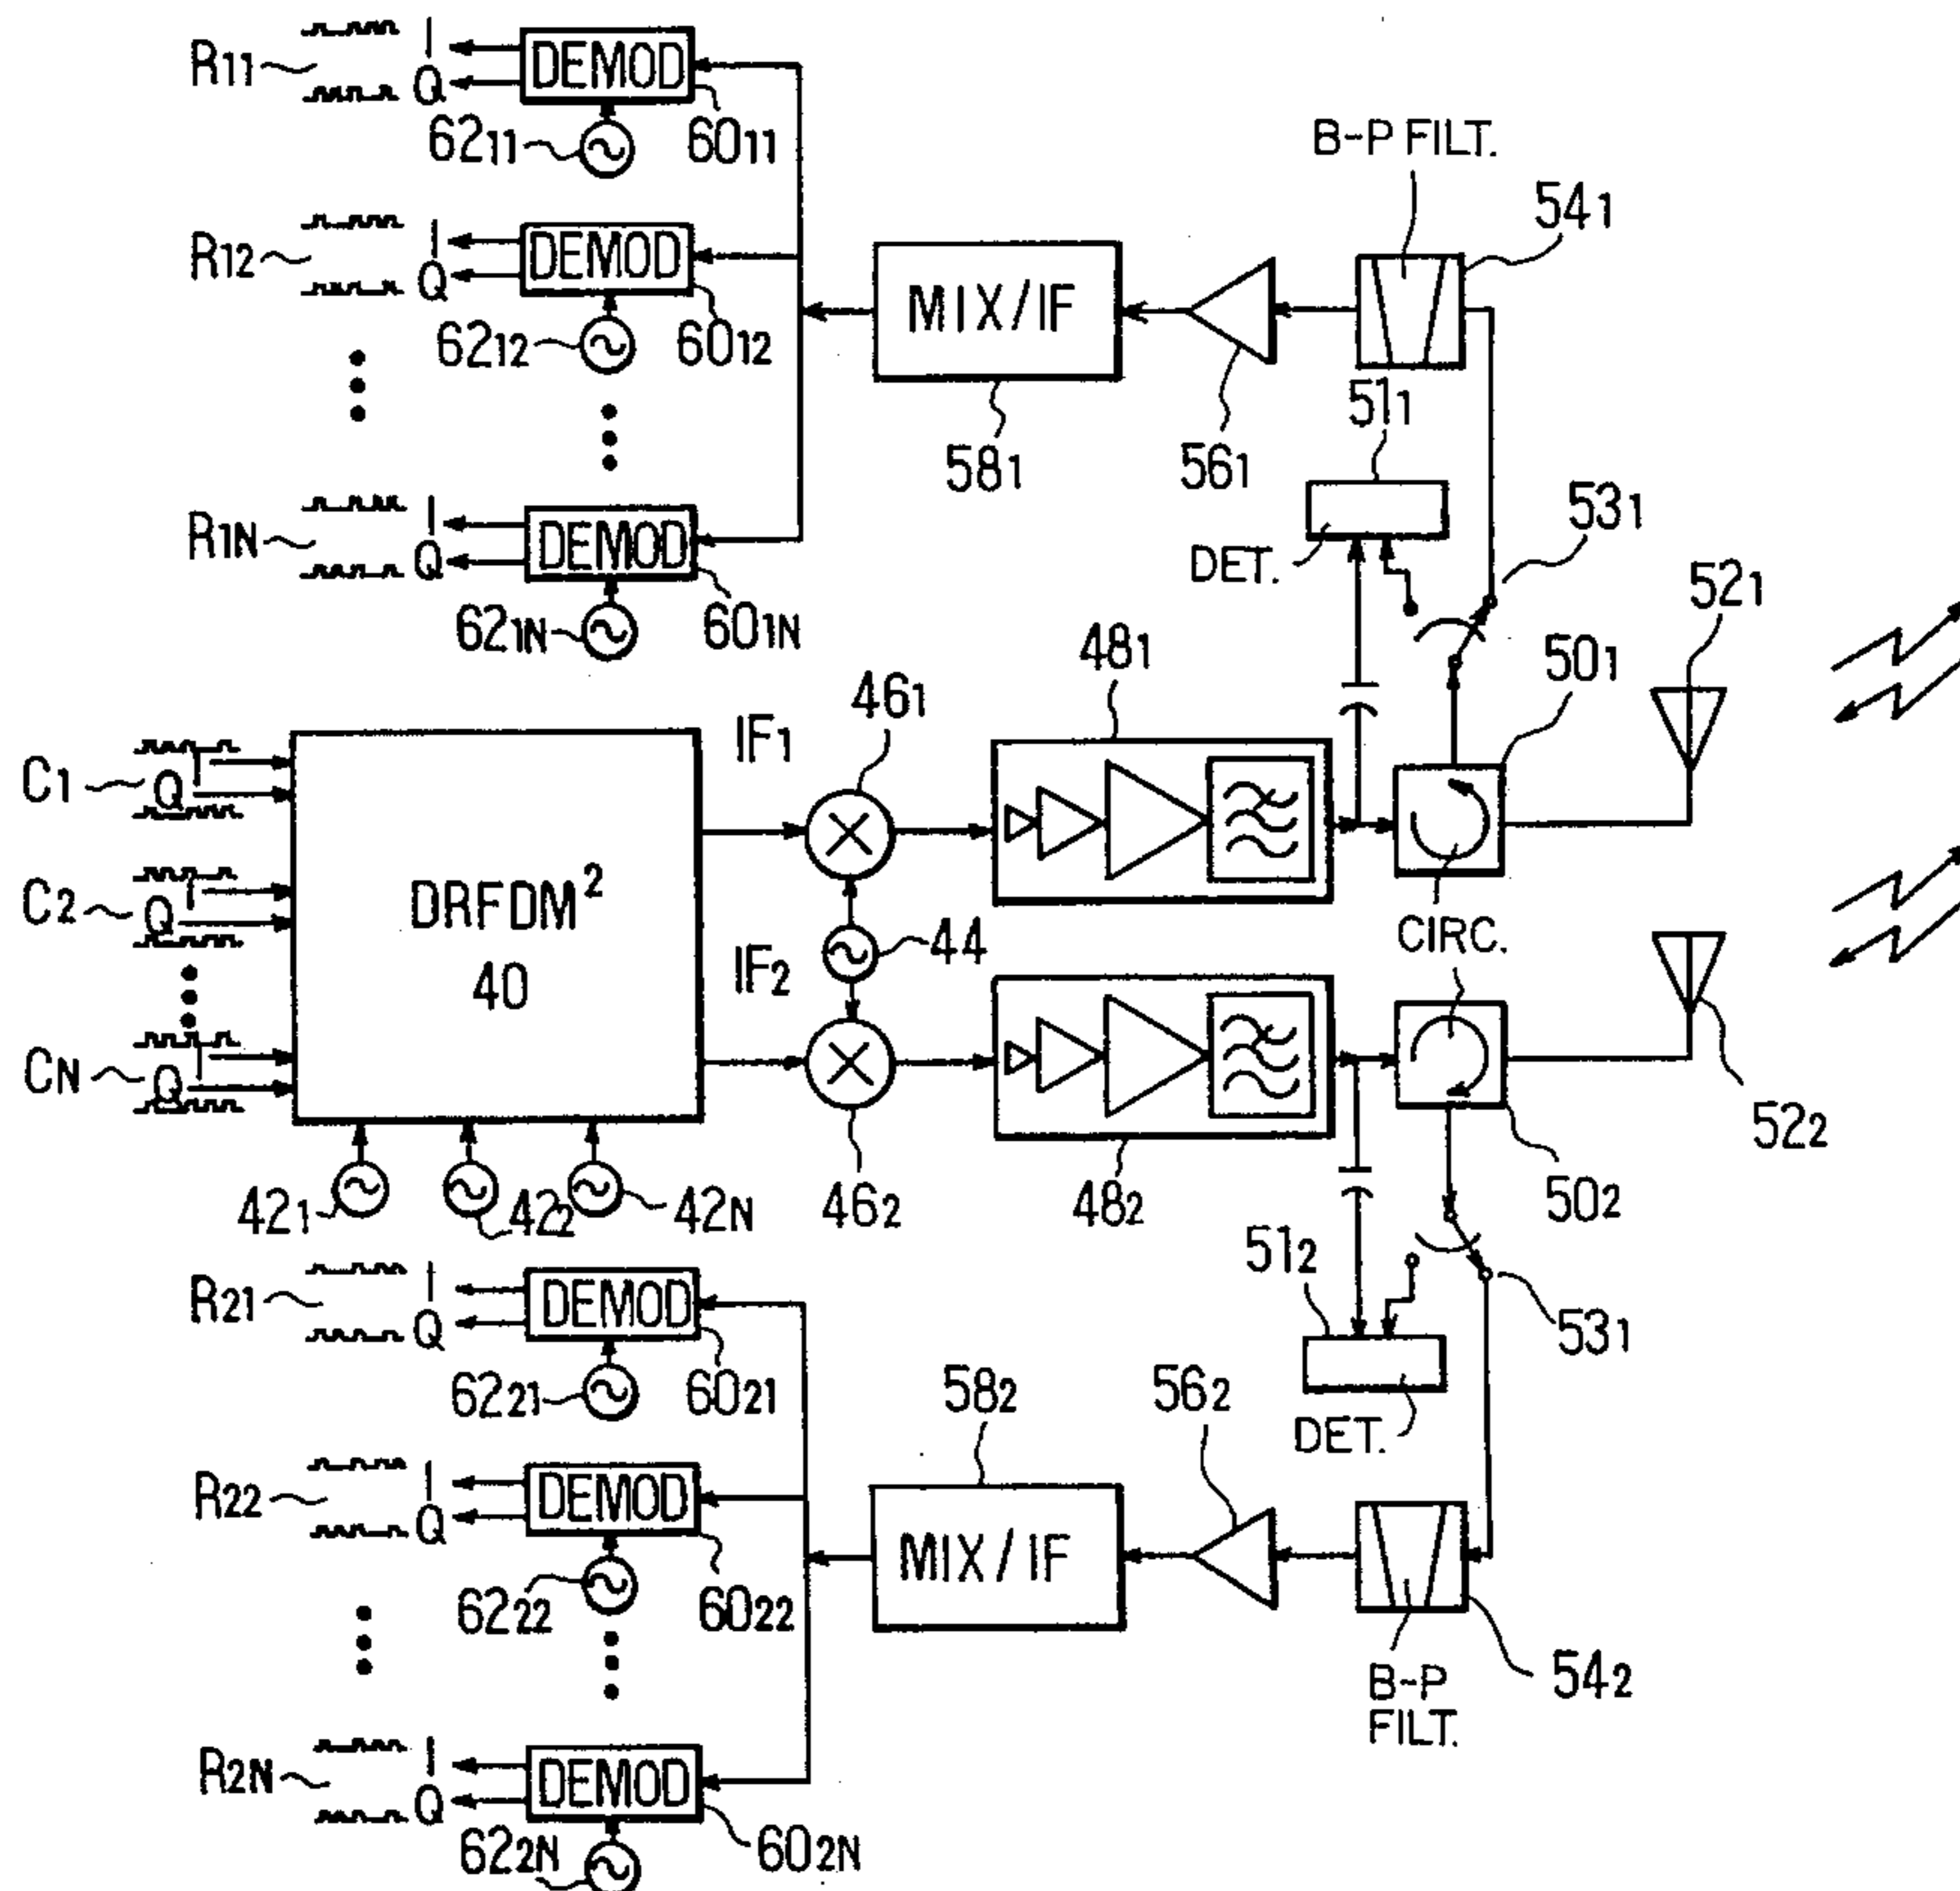 R11 I Q DEMOD
6211 6011
B-P FILT.
541
R12 I Q DEMOD
6212 6012
MIX/IF
581
561
511
DET.
531
R1N I Q DEMOD
621N 601N
521
481
501
461
IF1
C1 I Q
C2 I Q
CN I Q
DRFDM²
40
44
CIRC.
IF2
462
482
502
522
421 422 42N
512
DET.
531
R21 I Q DEMOD
6221 6021
582
562
R22 I Q DEMOD
6222 6022
MIX/IF
B-P
FILT.
542
R2N I Q DEMOD
622N 602N